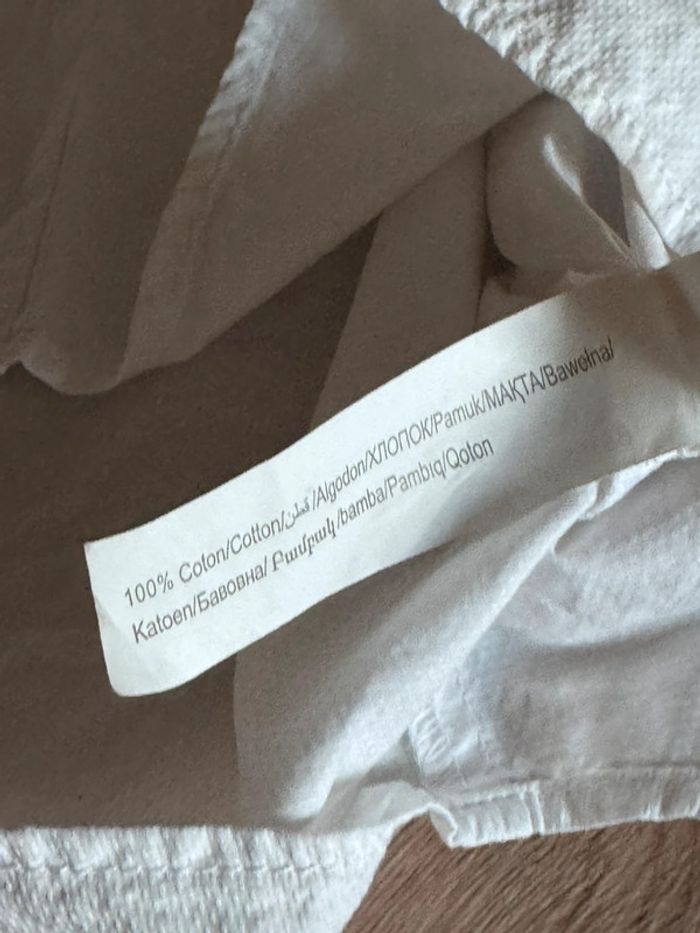 100% Coton/Cotton/قطن/Algodon/ХЛОПОК/Pamuk/МАҚТА/Bawełna/
Katoen/Бавовна/Բամբակ/bamba/Pambıq/Qoton